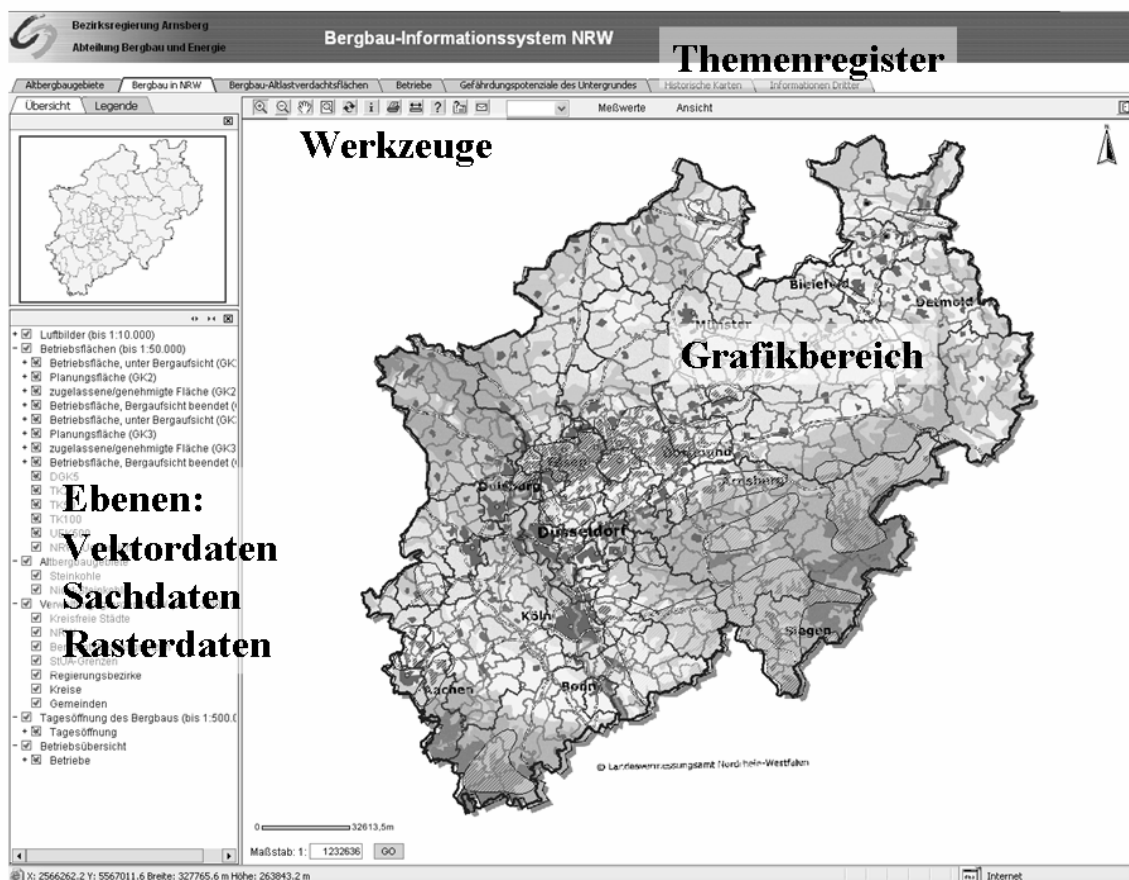 Bezirksregierung Arnsberg
Abteilung Bergbau und Energie
Bergbau-Informationssystem NRW
Themenregister
Altbergbaugebiete
Bergbau in NRW
Bergbau-Altlastverdachtsflächen
Betriebe
Gefährdungspotenziale des Untergrundes
Historische Karten
Informationen Dritter
Übersicht
Legende
Meßwerte
Ansicht
Werkzeuge
Luftbilder (bis 1:10.000)
Betriebsflächen (bis 1:50.000)
Betriebsfläche, unter Bergaufsicht (GK
Planungsfläche (GK2)
zugelassene/genehmigte Fläche (GK2
Betriebsfläche, Bergaufsicht beendet (
Betriebsfläche, unter Bergaufsicht (GK
Planungsfläche (GK3)
zugelassene/genehmigte Fläche (GK3
Betriebsfläche, Bergaufsicht beendet (
DGK5
TK100
Ebenen:
Vektordaten
Sachdaten
Rasterdaten
Steinkohle
Kreisfreie Städte
StUA-Grenzen
Regierungsbezirke
Kreise
Gemeinden
Tagesöffnung des Bergbaus (bis 1:500.0
Tagesöffnung
Betriebsübersicht
Betriebe
Bielefeld
Detmold
Münster
Grafikbereich
Essen
Dortmund
Duisburg
Arnsberg
Düsseldorf
Köln
Siegen
Aachen
Bonn
© Landesvermessungsamt Nordrhein-Westfalen
0 32613,5m
Maßstab: 1: 1232636 GO
X: 2566262.2 Y: 5567011.6 Breite: 327765.6 m Höhe: 263843.2 m
Internet